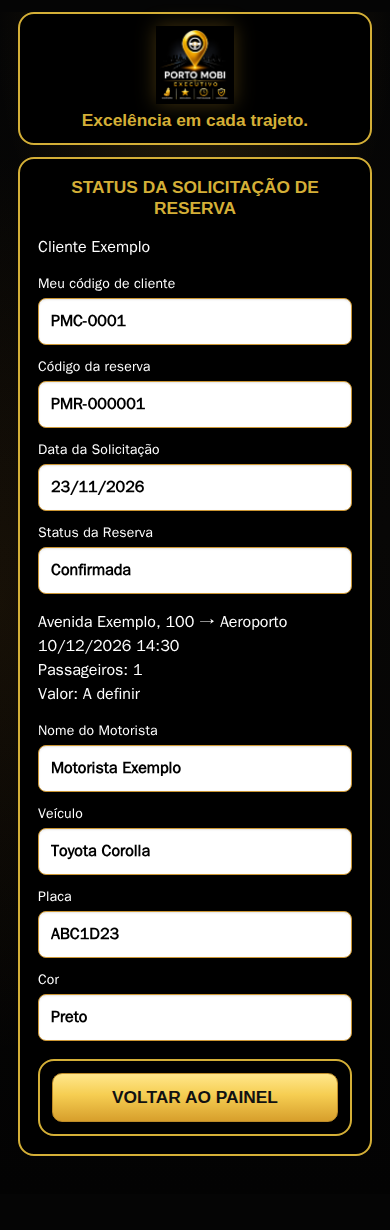 PORTO MOBI
EXECUTIVO
Excelência em cada trajeto.
STATUS DA SOLICITAÇÃO DE
RESERVA
Cliente Exemplo
Meu código de cliente
PMC-0001
Código da reserva
PMR-000001
Data da Solicitação
23/11/2026
Status da Reserva
Confirmada
Avenida Exemplo, 100 → Aeroporto
10/12/2026 14:30
Passageiros: 1
Valor: A definir
Nome do Motorista
Motorista Exemplo
Veículo
Toyota Corolla
Placa
ABC1D23
Cor
Preto
VOLTAR AO PAINEL